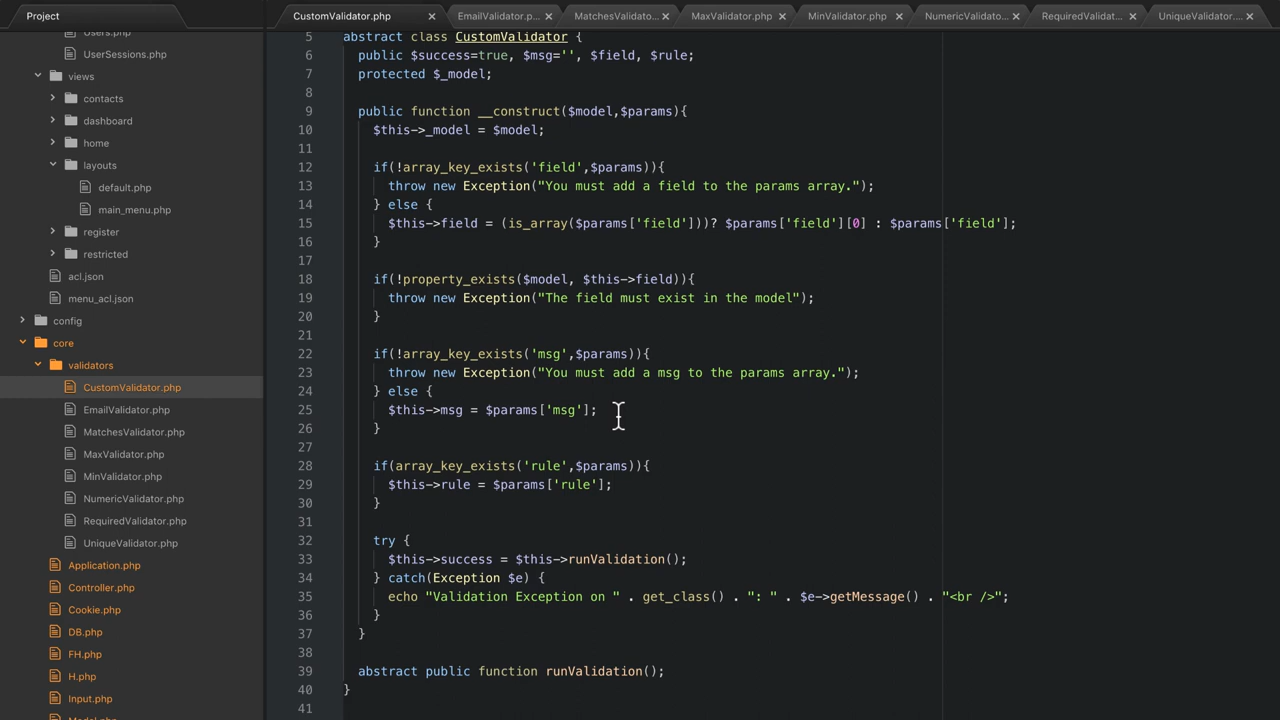 Project
Users.php
UserSessions.php
views
contacts
dashboard
home
layouts
default.php
main_menu.php
register
restricted
acl.json
menu_acl.json
config
core
validators
CustomValidator.php
EmailValidator.php
MatchesValidator.php
MaxValidator.php
MinValidator.php
NumericValidator.php
RequiredValidator.php
UniqueValidator.php
Application.php
Controller.php
Cookie.php
DB.php
FH.php
H.php
Input.php
Model.php
CustomValidator.php × EmailValidator.p... × MatchesValidato... × MaxValidator.php × MinValidator.php × NumericValidato... × RequiredValidat... × UniqueValidator.... ×
5 abstract class CustomValidator {
6 public $success=true, $msg='', $field, $rule;
7 protected $_model;
8
9 public function __construct($model,$params){
10 $this->_model = $model;
11
12 if(!array_key_exists('field',$params)){
13 throw new Exception("You must add a field to the params array.");
14 } else {
15 $this->field = (is_array($params['field']))? $params['field'][0] : $params['field'];
16 }
17
18 if(!property_exists($model, $this->field)){
19 throw new Exception("The field must exist in the model");
20 }
21
22 if(!array_key_exists('msg',$params)){
23 throw new Exception("You must add a msg to the params array.");
24 } else {
25 $this->msg = $params['msg'];
26 }
27
28 if(array_key_exists('rule',$params)){
29 $this->rule = $params['rule'];
30 }
31
32 try {
33 $this->success = $this->runValidation();
34 } catch(Exception $e) {
35 echo "Validation Exception on " . get_class() . ": " . $e->getMessage() . "<br />";
36 }
37 }
38
39 abstract public function runValidation();
40 }
41